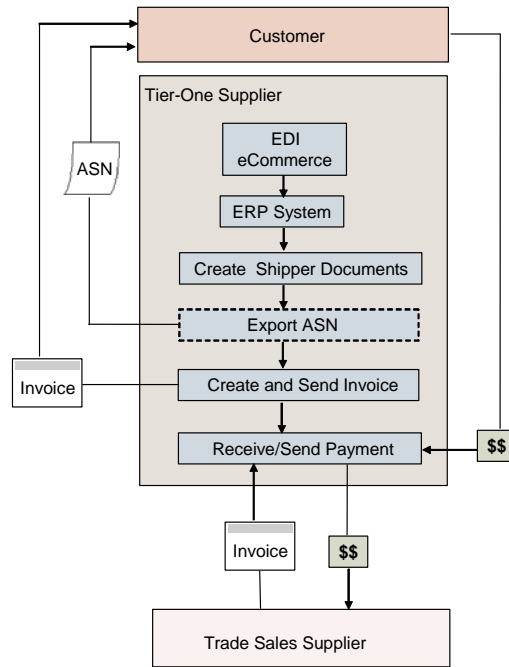 Customer
Tier-One Supplier
EDI
eCommerce
ASN
ERP System
Create Shipper Documents
Export ASN
Invoice
Create and Send Invoice
Receive/Send Payment
$$
Invoice
$$
Trade Sales Supplier